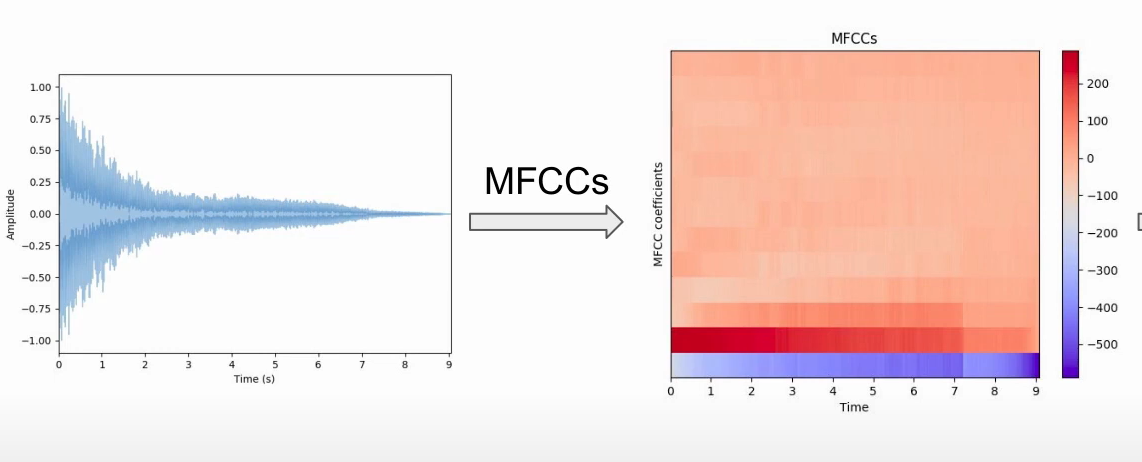 1.00
0.75
0.50
0.25
0.00
−0.25
−0.50
−0.75
−1.00
Amplitude
0 1 2 3 4 5 6 7 8 9
Time (s)
MFCCs
MFCCs
MFCC coefficients
0 1 2 3 4 5 6 7 8 9
Time
200
100
0
−100
−200
−300
−400
−500